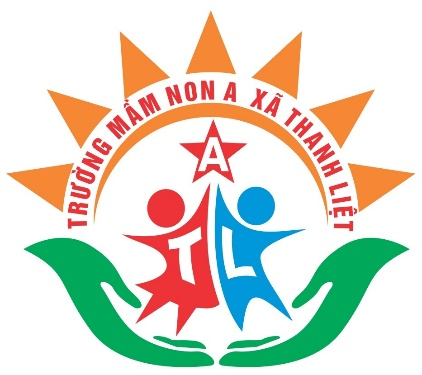 TRƯỜNG MẦM NON A XÃ THANH LIỆT
A
T L